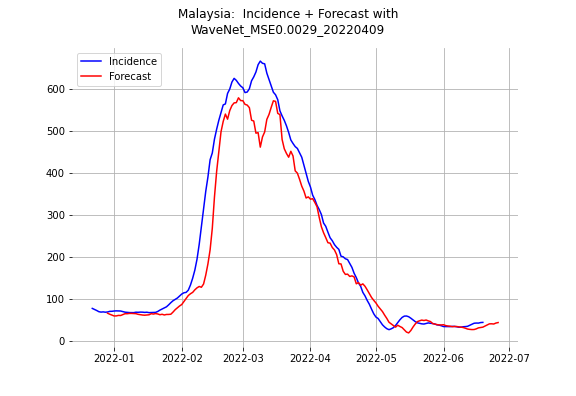 Malaysia:  Incidence + Forecast with
WaveNet_MSE0.0029_20220409
Incidence
Forecast
600
500
400
300
200
100
0
2022-01 2022-02 2022-03 2022-04 2022-05 2022-06 2022-07